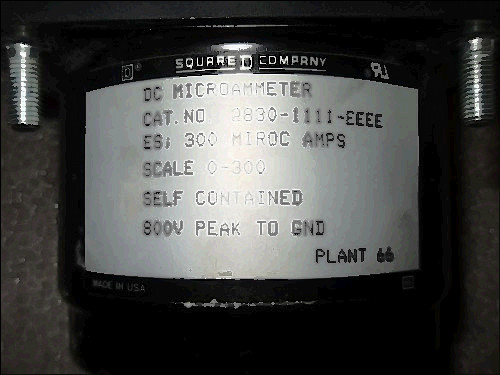 SQUARE D COMPANY
DC MICROAMMETER
CAT.NO. 2830-1111-EEEE
ES; 300 MIROC AMPS
SCALE 0-300
SELF CONTAINED
800V PEAK TO GND
PLANT 66
MADE IN USA